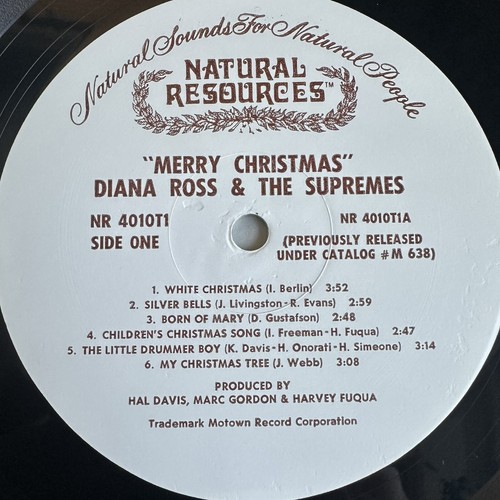 Natural Sounds For Natural People
NATURAL
RESOURCES™
"MERRY CHRISTMAS"
DIANA ROSS & THE SUPREMES
NR 4010T1
SIDE ONE
NR 4010T1A
(PREVIOUSLY RELEASED
UNDER CATALOG #M 638)
1. WHITE CHRISTMAS (I. Berlin) 3:52
2. SILVER BELLS (J. Livingston-R. Evans) 2:59
3. BORN OF MARY (D. Gustafson) 2:48
4. CHILDREN'S CHRISTMAS SONG (I. Freeman-H. Fuqua) 2:47
5. THE LITTLE DRUMMER BOY (K. Davis-H. Onorati-H. Simeone) 3:14
6. MY CHRISTMAS TREE (J. Webb) 3:08
PRODUCED BY
HAL DAVIS, MARC GORDON & HARVEY FUQUA
Trademark Motown Record Corporation